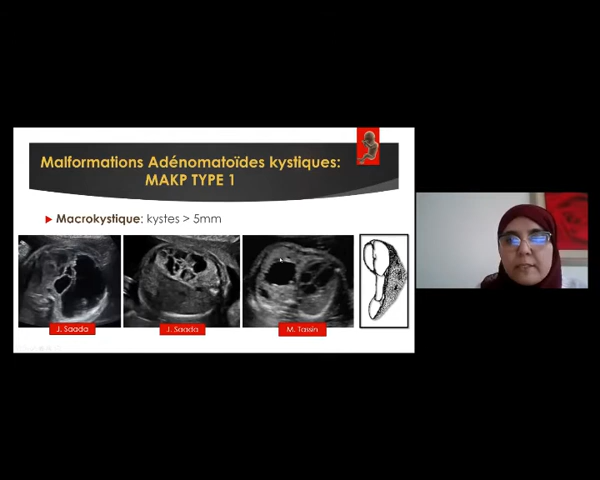 Malformations Adénomatoïdes kystiques:
MAKP TYPE 1
Macrokystique: kystes > 5mm
J. Saada
J. Saada
M. Tassin